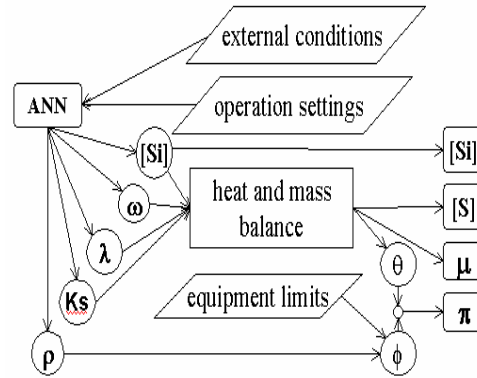 external conditions
ANN
operation settings
[Si]
[Si]
heat and mass
balance
ω
[S]
λ
θ
μ
Ks
equipment limits
π
ρ
ϕ